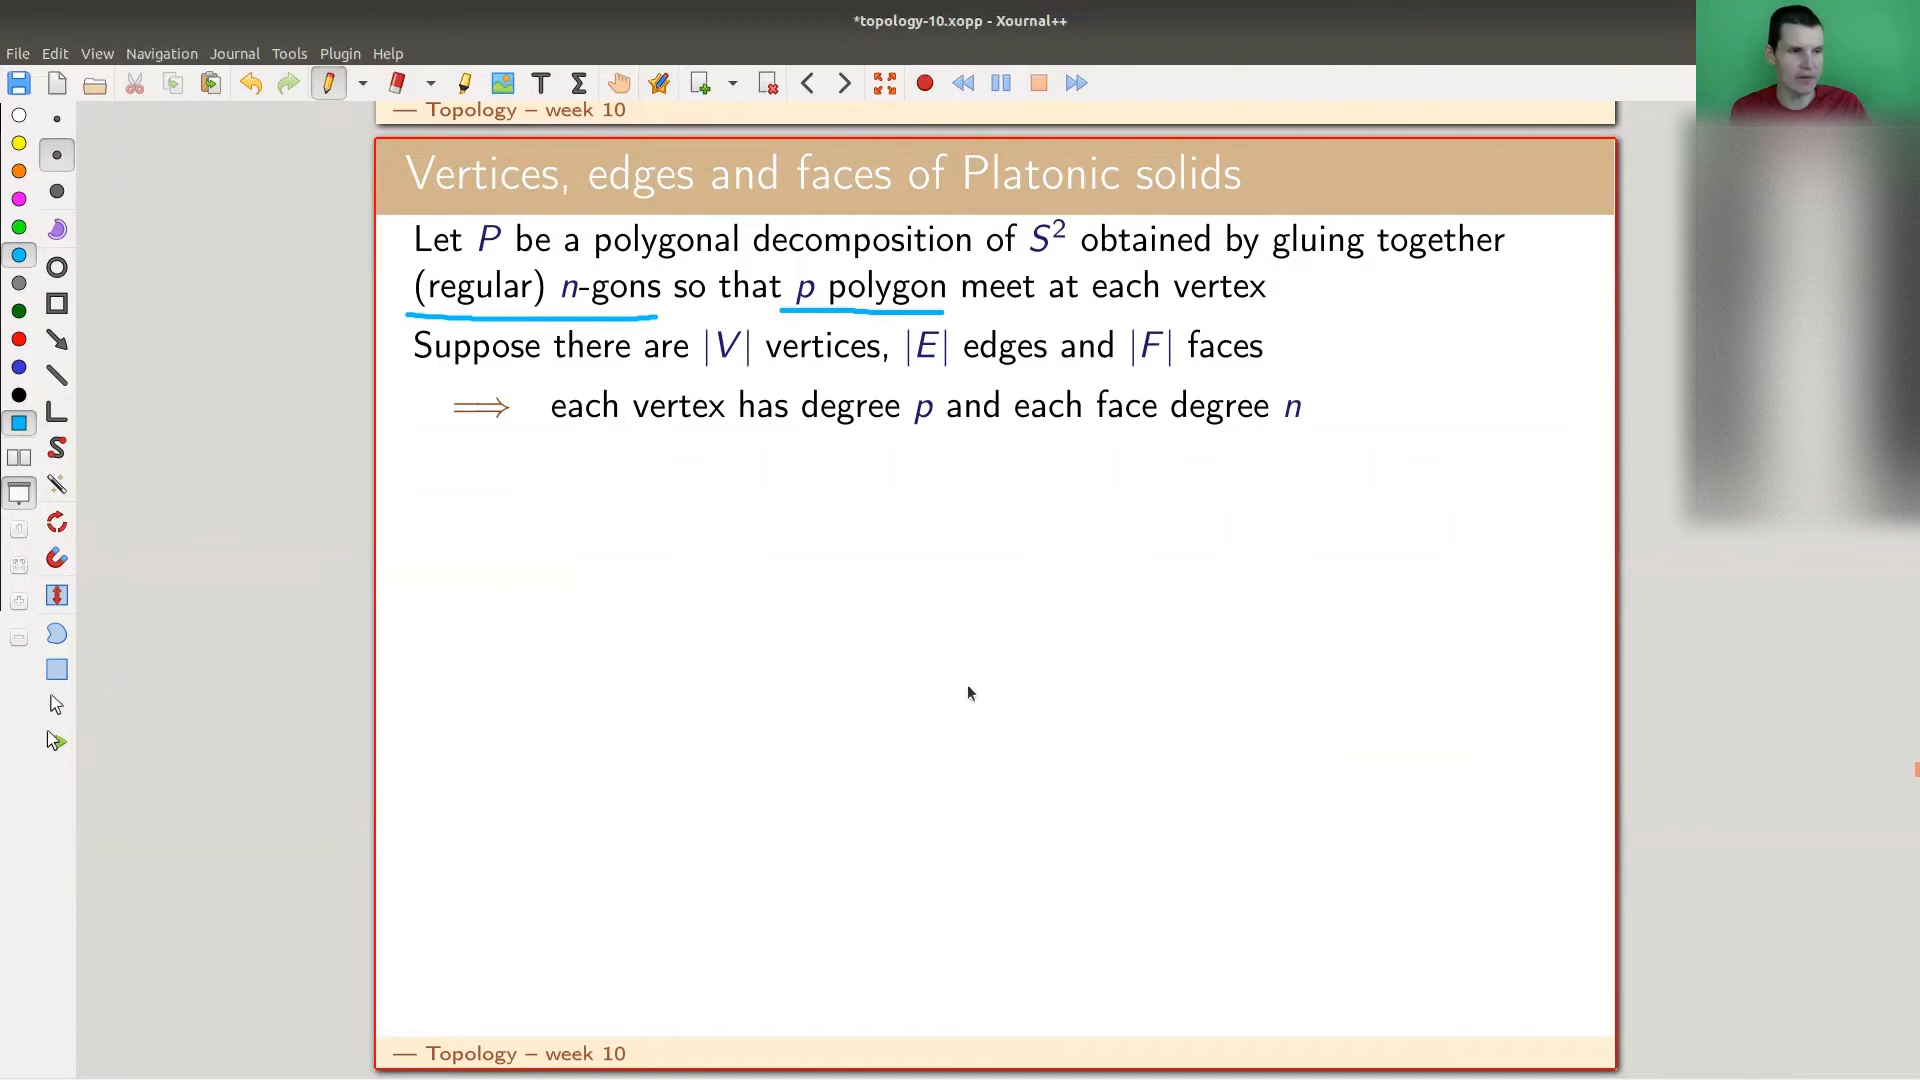 *topology-10.xopp - Xournal++
File Edit View Navigation Journal Tools Plugin Help
— Topology – week 10
Vertices, edges and faces of Platonic solids
Let P be a polygonal decomposition of S² obtained by gluing together
(regular) n-gons so that p polygon meet at each vertex
Suppose there are |V| vertices, |E| edges and |F| faces
⟹ each vertex has degree p and each face degree n
— Topology – week 10